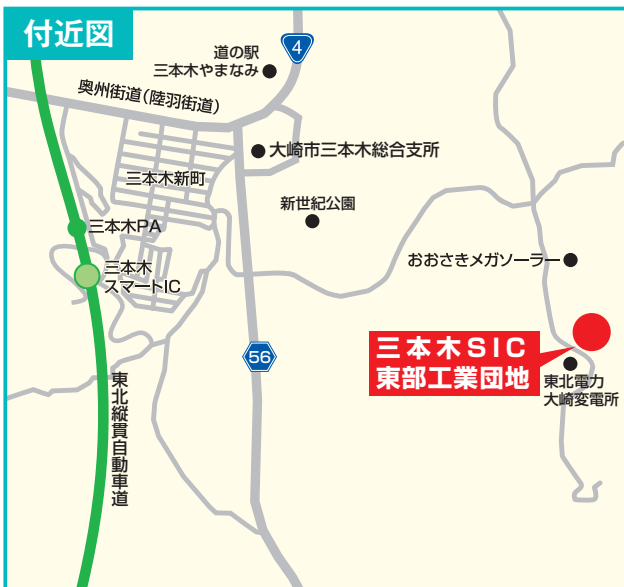 付近図
4
道の駅
三本木やまなみ
奥州街道(陸羽街道)
大崎市三本木総合支所
三本木新町
新世紀公園
三本木PA
おおさきメガソーラー
三本木
スマートIC
三本木SIC
東部工業団地
56
東北電力
大崎変電所
東北縦貫自動車道